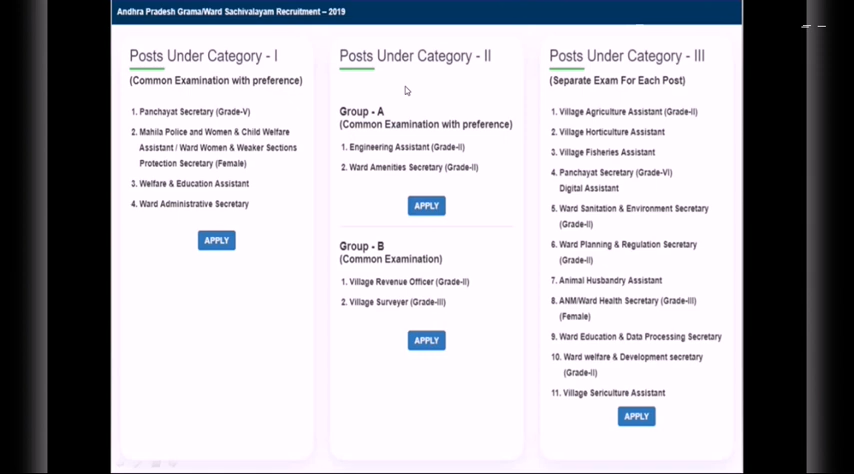 Andhra Pradesh Grama/Ward Sachivalayam Recruitment – 2019
Posts Under Category - I
(Common Examination with preference)
1. Panchayat Secretary (Grade-V)
2. Mahila Police and Women & Child Welfare
Assistant / Ward Women & Weaker Sections
Protection Secretary (Female)
3. Welfare & Education Assistant
4. Ward Administrative Secretary
APPLY
Posts Under Category - II
Group - A
(Common Examination with preference)
1. Engineering Assistant (Grade-II)
2. Ward Amenities Secretary (Grade-II)
APPLY
Group - B
(Common Examination)
1. Village Revenue Officer (Grade-II)
2. Village Surveyer (Grade-III)
APPLY
Posts Under Category - III
(Separate Exam For Each Post)
1. Village Agriculture Assistant (Grade-II)
2. Village Horticulture Assistant
3. Village Fisheries Assistant
4. Panchayat Secretary (Grade-VI)
Digital Assistant
5. Ward Sanitation & Environment Secretary
(Grade-II)
6. Ward Planning & Regulation Secretary
(Grade-II)
7. Animal Husbandry Assistant
8. ANM/Ward Health Secretary (Grade-III)
(Female)
9. Ward Education & Data Processing Secretary
10. Ward welfare & Development secretary
(Grade-II)
11. Village Sericulture Assistant
APPLY